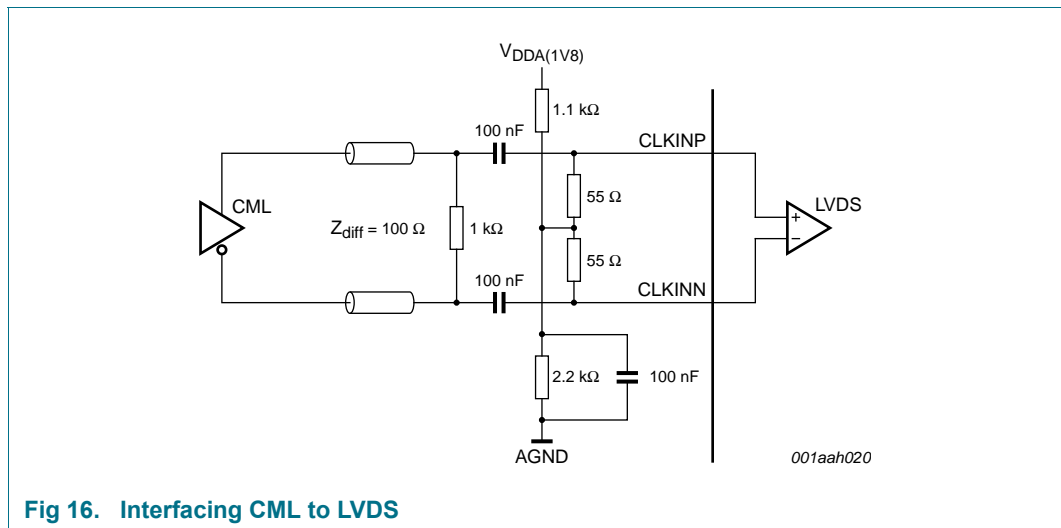 VDDA(1V8)
1.1 kΩ
100 nF
CLKINP
CML
55 Ω
LVDS
Zdiff = 100 Ω
1 kΩ
+
−
55 Ω
100 nF
CLKINN
2.2 kΩ
100 nF
AGND
001aah020
Fig 16. Interfacing CML to LVDS